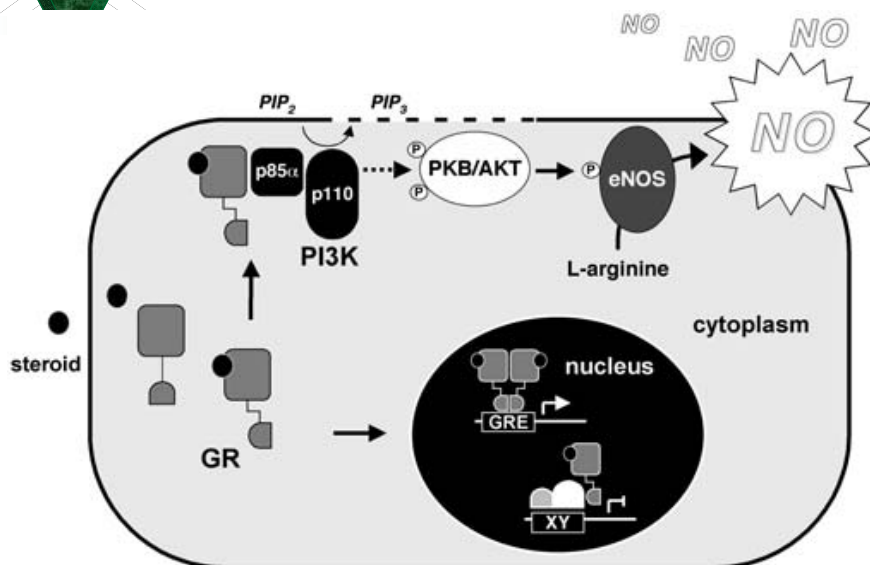 NO
NO
NO
NO
PIP2
PIP3
p85α
p110
PI3K
P
P
PKB/AKT
P
eNOS
L-arginine
steroid
GR
cytoplasm
nucleus
GRE
XY